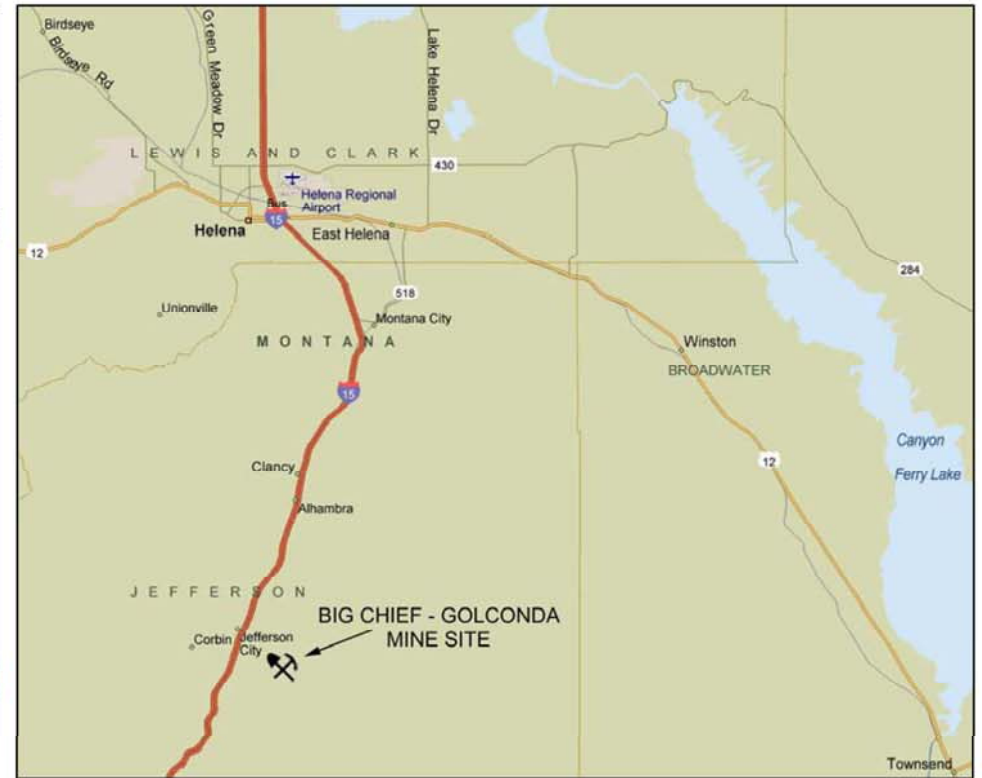 Birdseye
Birdseye Rd
Green Meadow Dr
Lake Helena Dr
LEWIS AND CLARK
430
Helena Regional
Airport
Bus
15
Helena
East Helena
12
284
518
Unionville
Montana City
MONTANA
Winston
BROADWATER
15
Canyon
Ferry Lake
12
Clancy
Alhambra
JEFFERSON
BIG CHIEF - GOLCONDA
MINE SITE
Corbin
Jefferson
City
Townsend